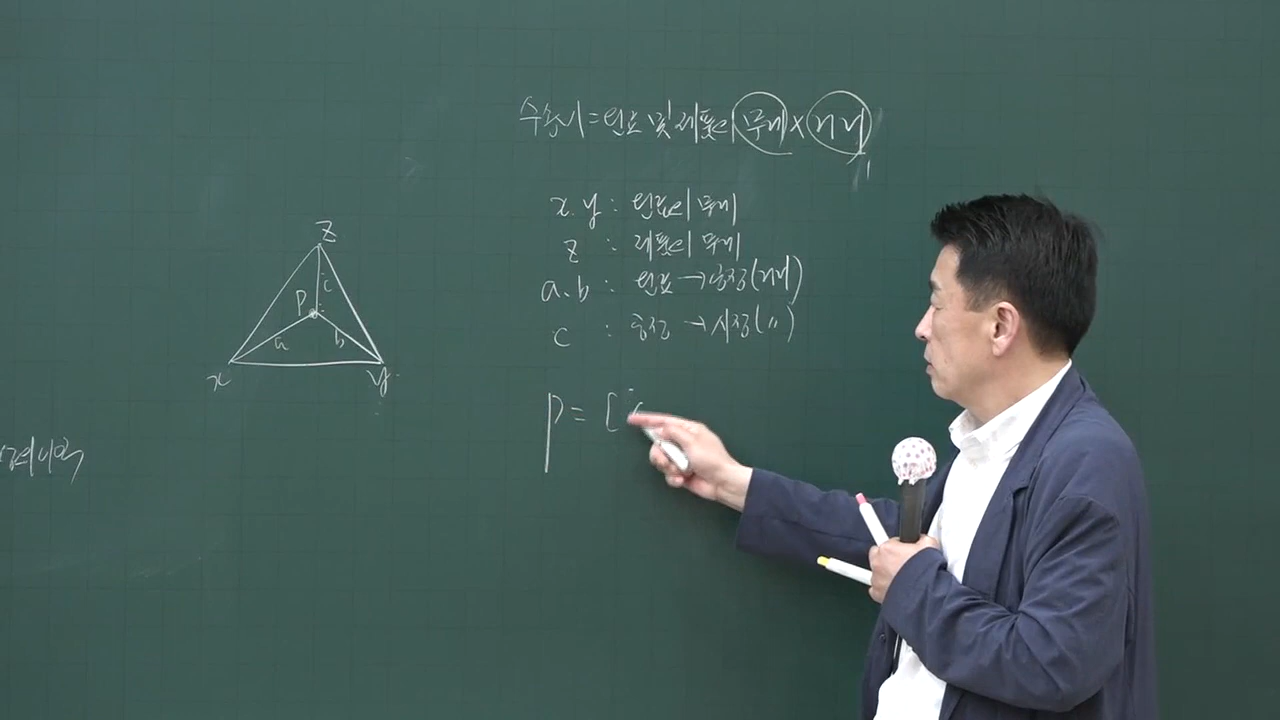 수송비=원료 및 제품의 무게×거리
x.y: 원료의 무게
z: 제품의 무게
a.b: 원료→공장(거리)
c: 공장→시장(〃)
P=[
z
c
P
a
b
x
y